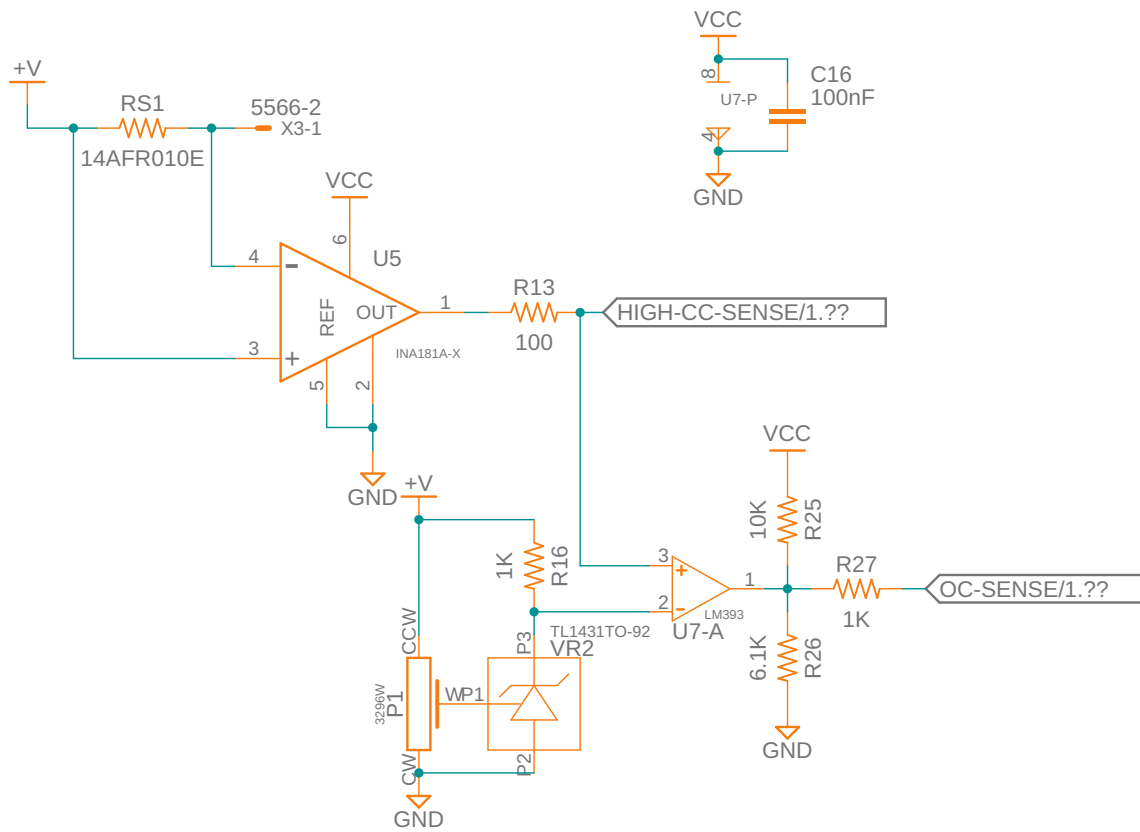 VCC
8
U7-P
C16
100nF
4
GND
+V
RS1
14AFR010E
5566-2
X3-1
VCC
6
U5
4
-
REF
OUT
1
3
+
5
2
INA181A-X
GND
R13
100
HIGH-CC-SENSE/1.??
+V
1K
R16
3
+
2
-
1
LM393
U7-A
TL1431TO-92
VR2
P3
P1
P2
CCW
W
CW
3296W
P1
GND
VCC
10K
R25
R27
1K
OC-SENSE/1.??
6.1K
R26
GND